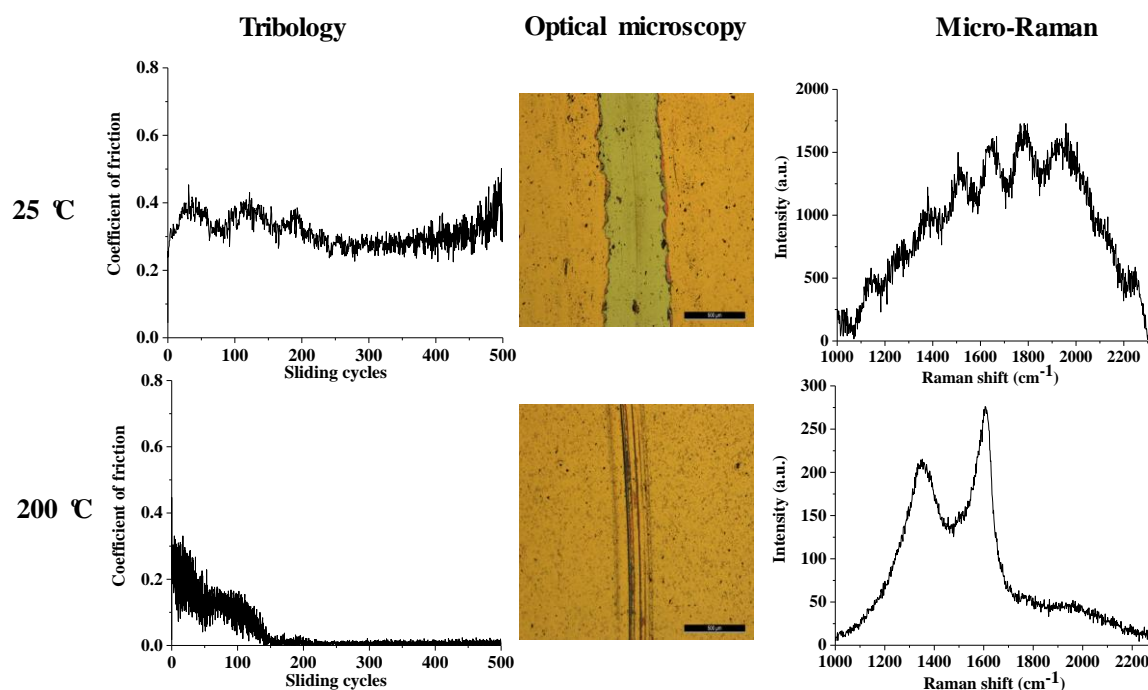 Tribology Optical microscopy Micro-Raman
25 °C
0.8
0.6
0.4
0.2
0.0
Coefficient of friction
0 100 200 300 400 500
Sliding cycles
2000
1500
1000
500
0
Intensity (a.u.)
1000 1200 1400 1600 1800 2000 2200
Raman shift (cm-1)
200 °C
0.8
0.6
0.4
0.2
0.0
Coefficient of friction
0 100 200 300 400 500
Sliding cycles
300
250
200
150
100
50
0
Intensity (a.u.)
1000 1200 1400 1600 1800 2000 2200
Raman shift (cm-1)